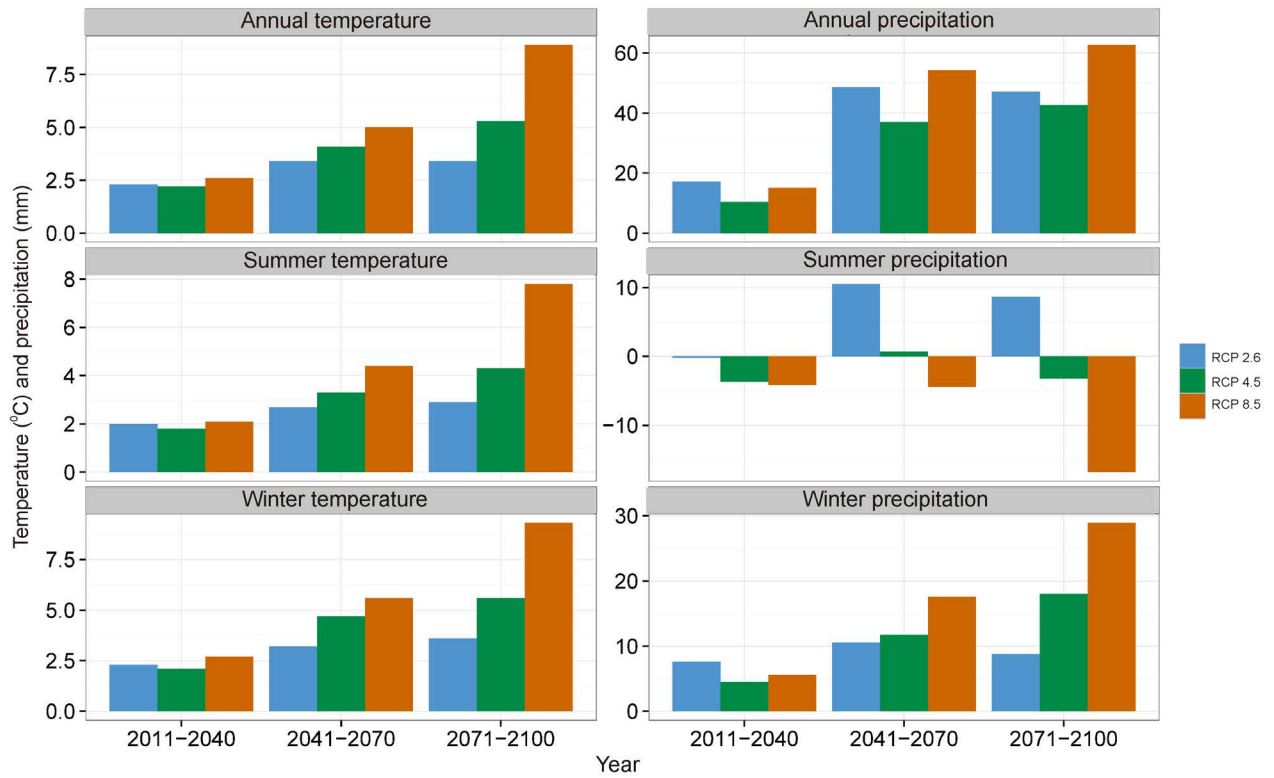 Annual temperature
Annual precipitation
7.5
5.0
2.5
0.0
60
40
20
0
Summer temperature
Summer precipitation
8
6
4
2
0
10
0
−10
Winter temperature
Winter precipitation
7.5
5.0
2.5
0.0
30
20
10
0
2011−2040
2041−2070
2071−2100
2011−2040
2041−2070
2071−2100
Year
Temperature (⁰C) and precipitation (mm)
RCP 2.6
RCP 4.5
RCP 8.5